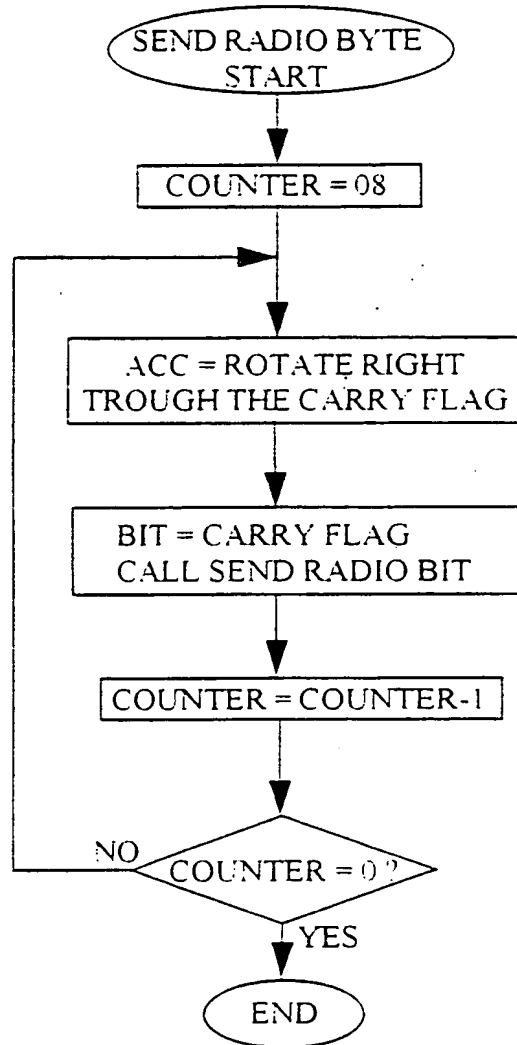 SEND RADIO BYTE
START
COUNTER = 08
ACC = ROTATE RIGHT
TROUGH THE CARRY FLAG
BIT = CARRY FLAG
CALL SEND RADIO BIT
COUNTER = COUNTER-1
COUNTER = 0 ?
NO
YES
END